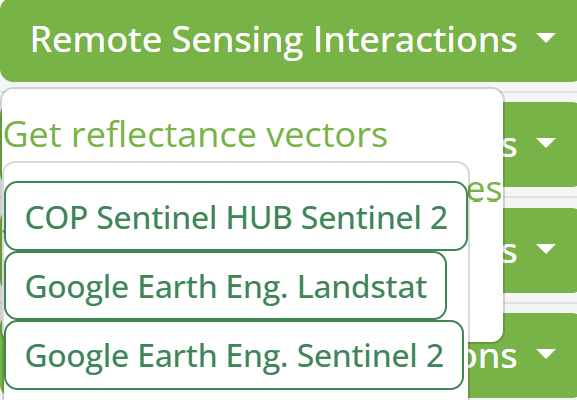 Remote Sensing Interactions
Get reflectance vectors
s
es
COP Sentinel HUB Sentinel 2
s
Google Earth Eng. Landstat
Google Earth Eng. Sentinel 2
ons